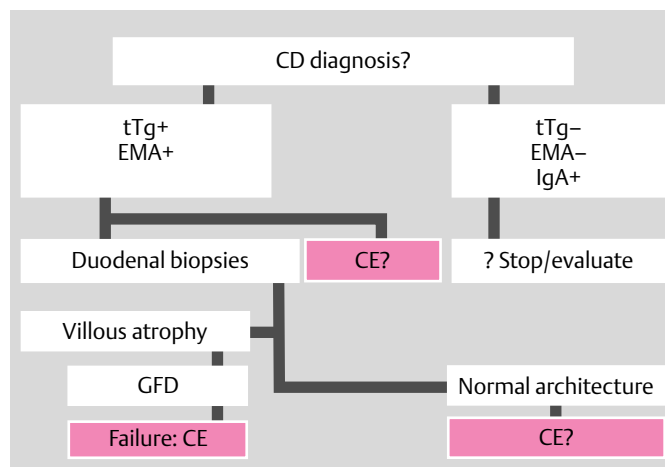 CD diagnosis?
tTg+
EMA+
tTg–
EMA–
IgA+
Duodenal biopsies
CE?
? Stop/evaluate
Villous atrophy
GFD
Normal architecture
Failure: CE
CE?